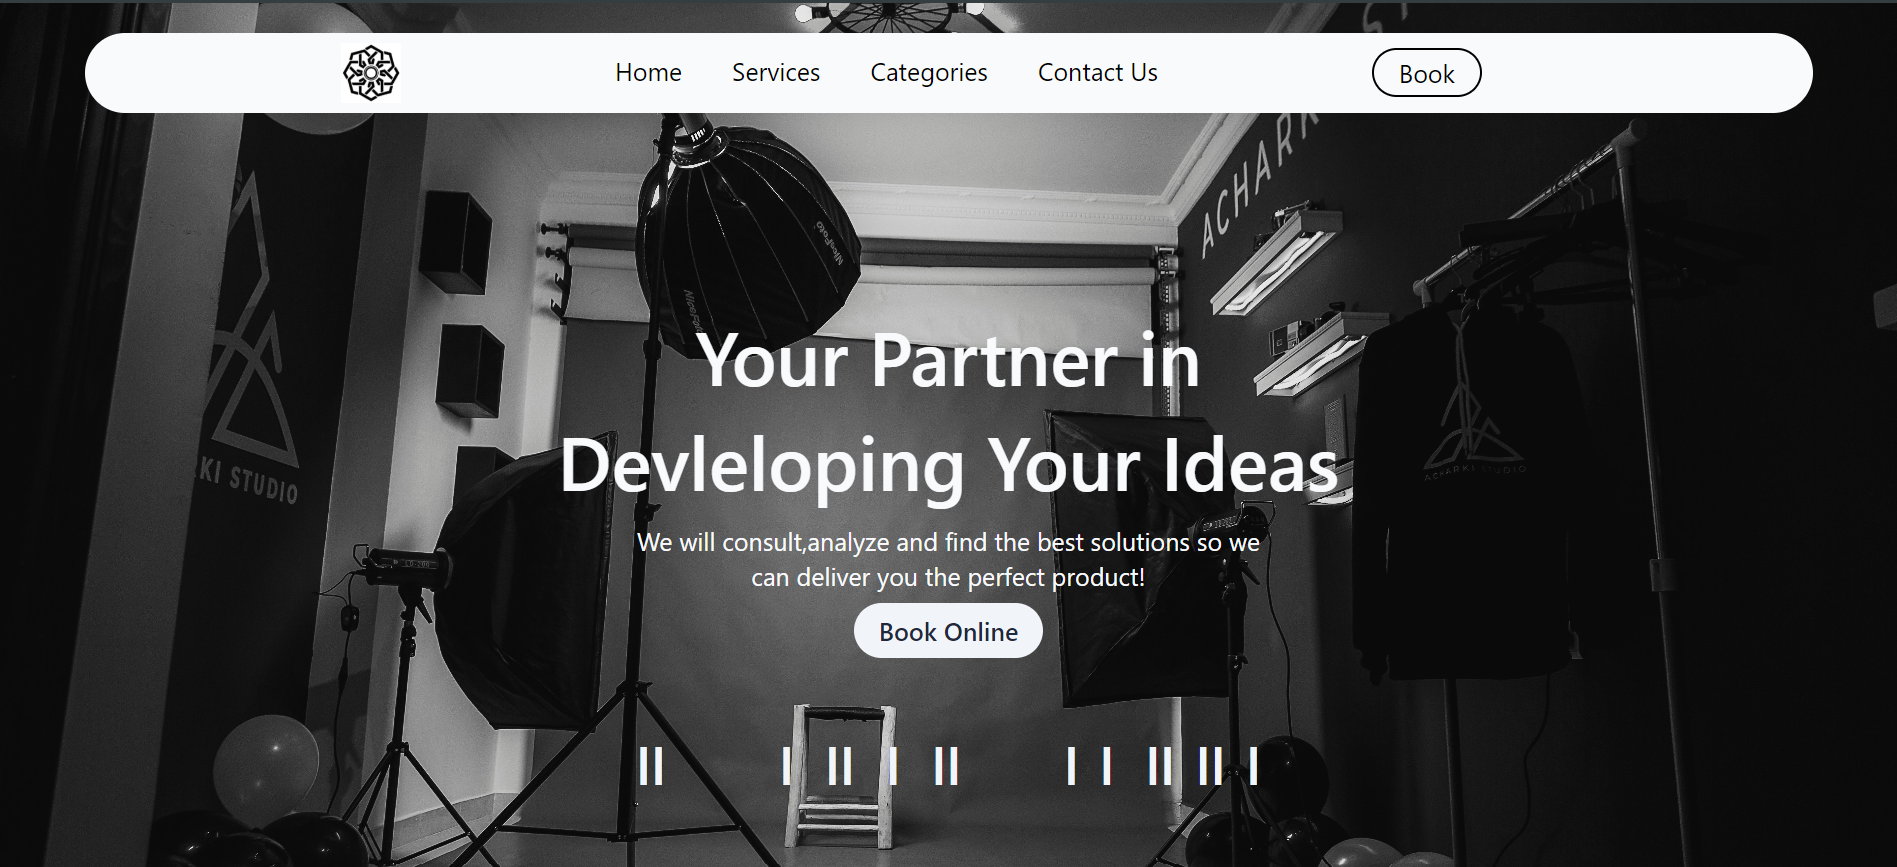 Home Services Categories Contact Us Book
ACHARK
NiceFoto
NiceFoto
Your Partner in
Devleloping Your Ideas
KI STUDIO
ACHARKI STUDIO
We will consult,analyze and find the best solutions so we
can deliver you the perfect product!
Book Online